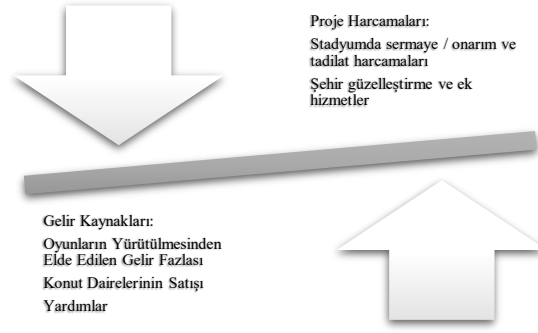 Proje Harcamaları:
Stadyumda sermaye / onarım ve
tadilat harcamaları
Şehir güzelleştirme ve ek
hizmetler
Gelir Kaynakları:
Oyunların Yürütülmesinden
Elde Edilen Gelir Fazlası
Konut Dairelerinin Satışı
Yardımlar